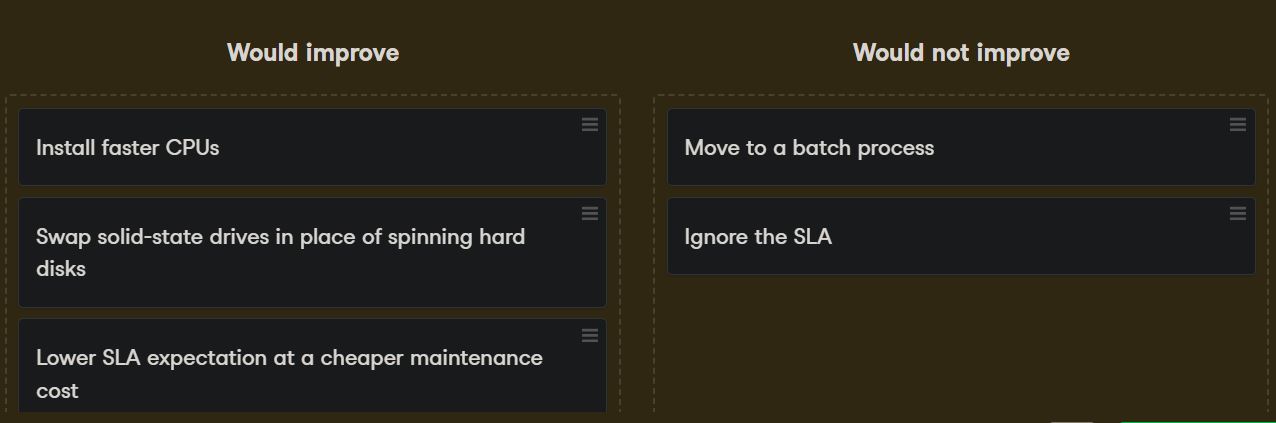 Would improve
Would not improve
Install faster CPUs
Swap solid-state drives in place of spinning hard
disks
Lower SLA expectation at a cheaper maintenance
cost
Move to a batch process
Ignore the SLA